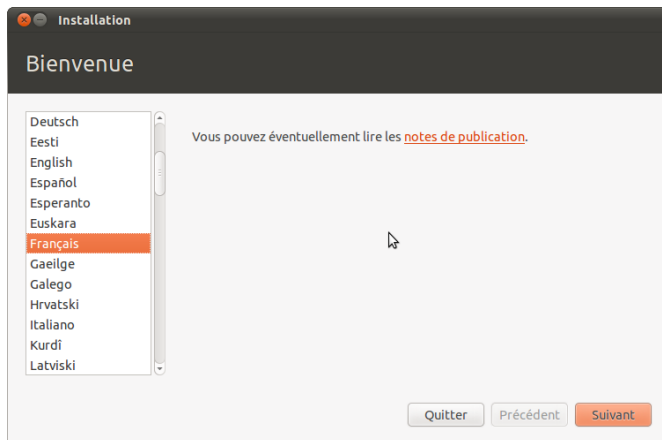 Installation
Bienvenue
Deutsch
Eesti
English
Español
Esperanto
Euskara
Français
Gaeilge
Galego
Hrvatski
Italiano
Kurdî
Latviski
Vous pouvez éventuellement lire les notes de publication.
Quitter
Précédent
Suivant